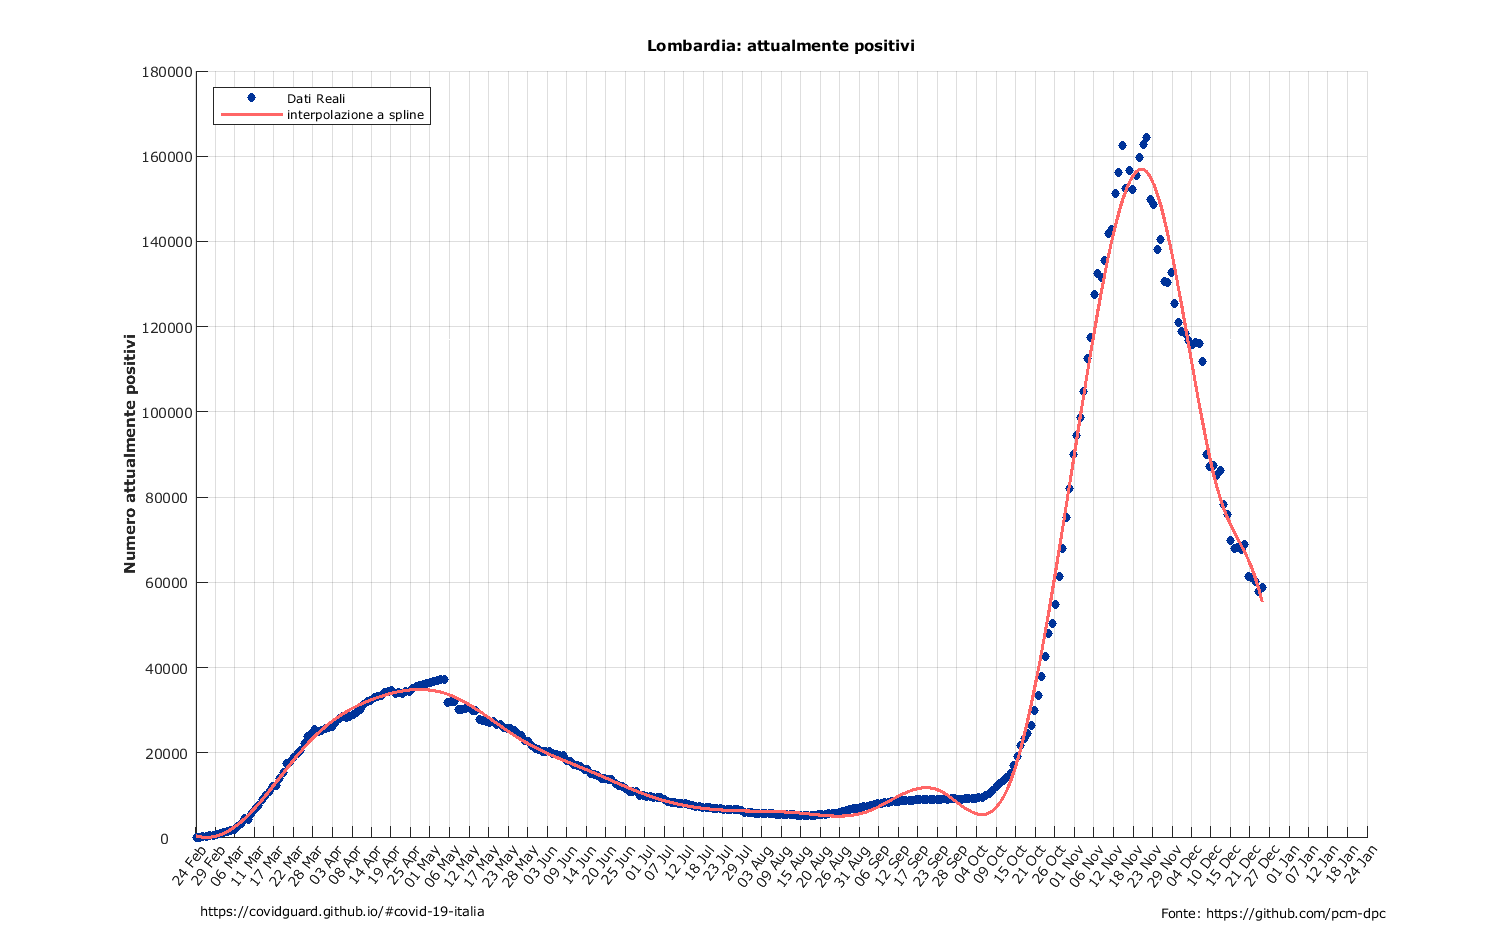 Lombardia: attualmente positivi
Dati Reali
interpolazione a spline
Numero attualmente positivi
180000
160000
140000
120000
100000
80000
60000
40000
20000
0
24 Feb
29 Feb
06 Mar
11 Mar
17 Mar
22 Mar
28 Mar
03 Apr
08 Apr
14 Apr
19 Apr
25 Apr
01 May
06 May
12 May
17 May
23 May
28 May
03 Jun
09 Jun
14 Jun
20 Jun
25 Jun
01 Jul
07 Jul
12 Jul
18 Jul
23 Jul
29 Jul
03 Aug
09 Aug
15 Aug
20 Aug
26 Aug
31 Aug
06 Sep
12 Sep
17 Sep
23 Sep
28 Sep
04 Oct
09 Oct
15 Oct
21 Oct
26 Oct
01 Nov
06 Nov
12 Nov
18 Nov
23 Nov
29 Nov
04 Dec
10 Dec
15 Dec
21 Dec
27 Dec
01 Jan
07 Jan
12 Jan
18 Jan
24 Jan
https://covidguard.github.io/#covid-19-italia
Fonte: https://github.com/pcm-dpc